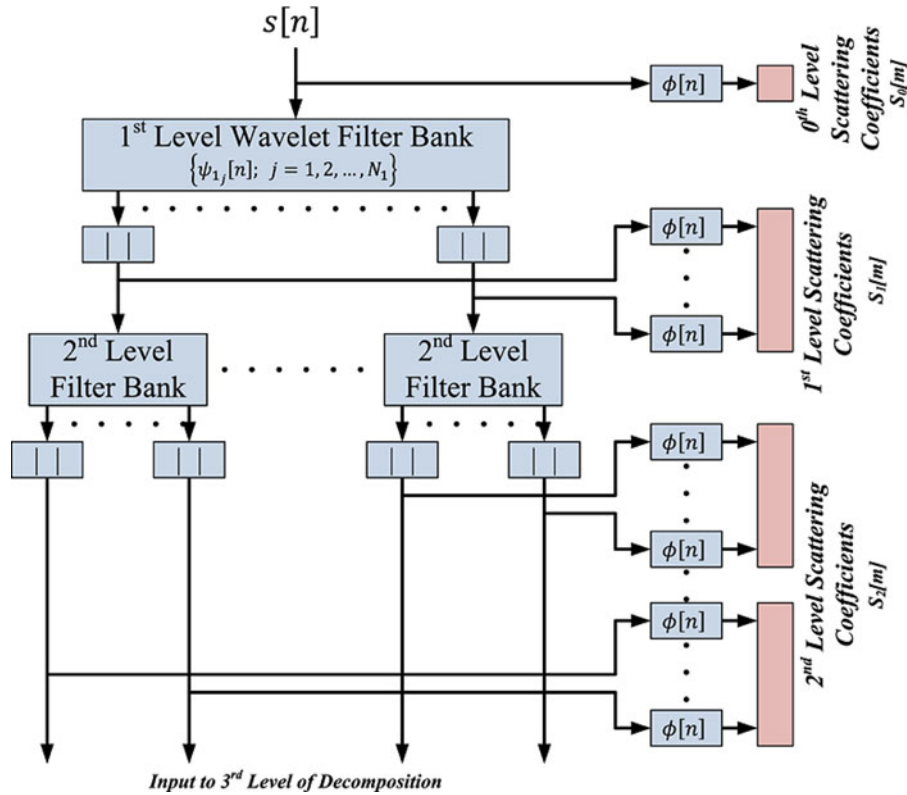 s[n]
ϕ[n]
0th Level
Scattering
Coefficients
S0[m]
1st Level Wavelet Filter Bank
{ψ1j[n]; j = 1, 2, ..., N1}
| |
| |
ϕ[n]
ϕ[n]
1st Level Scattering
Coefficients
S1[m]
2nd Level
Filter Bank
2nd Level
Filter Bank
| |
| |
| |
| |
ϕ[n]
ϕ[n]
ϕ[n]
ϕ[n]
2nd Level Scattering
Coefficients
S2[m]
Input to 3rd Level of Decomposition